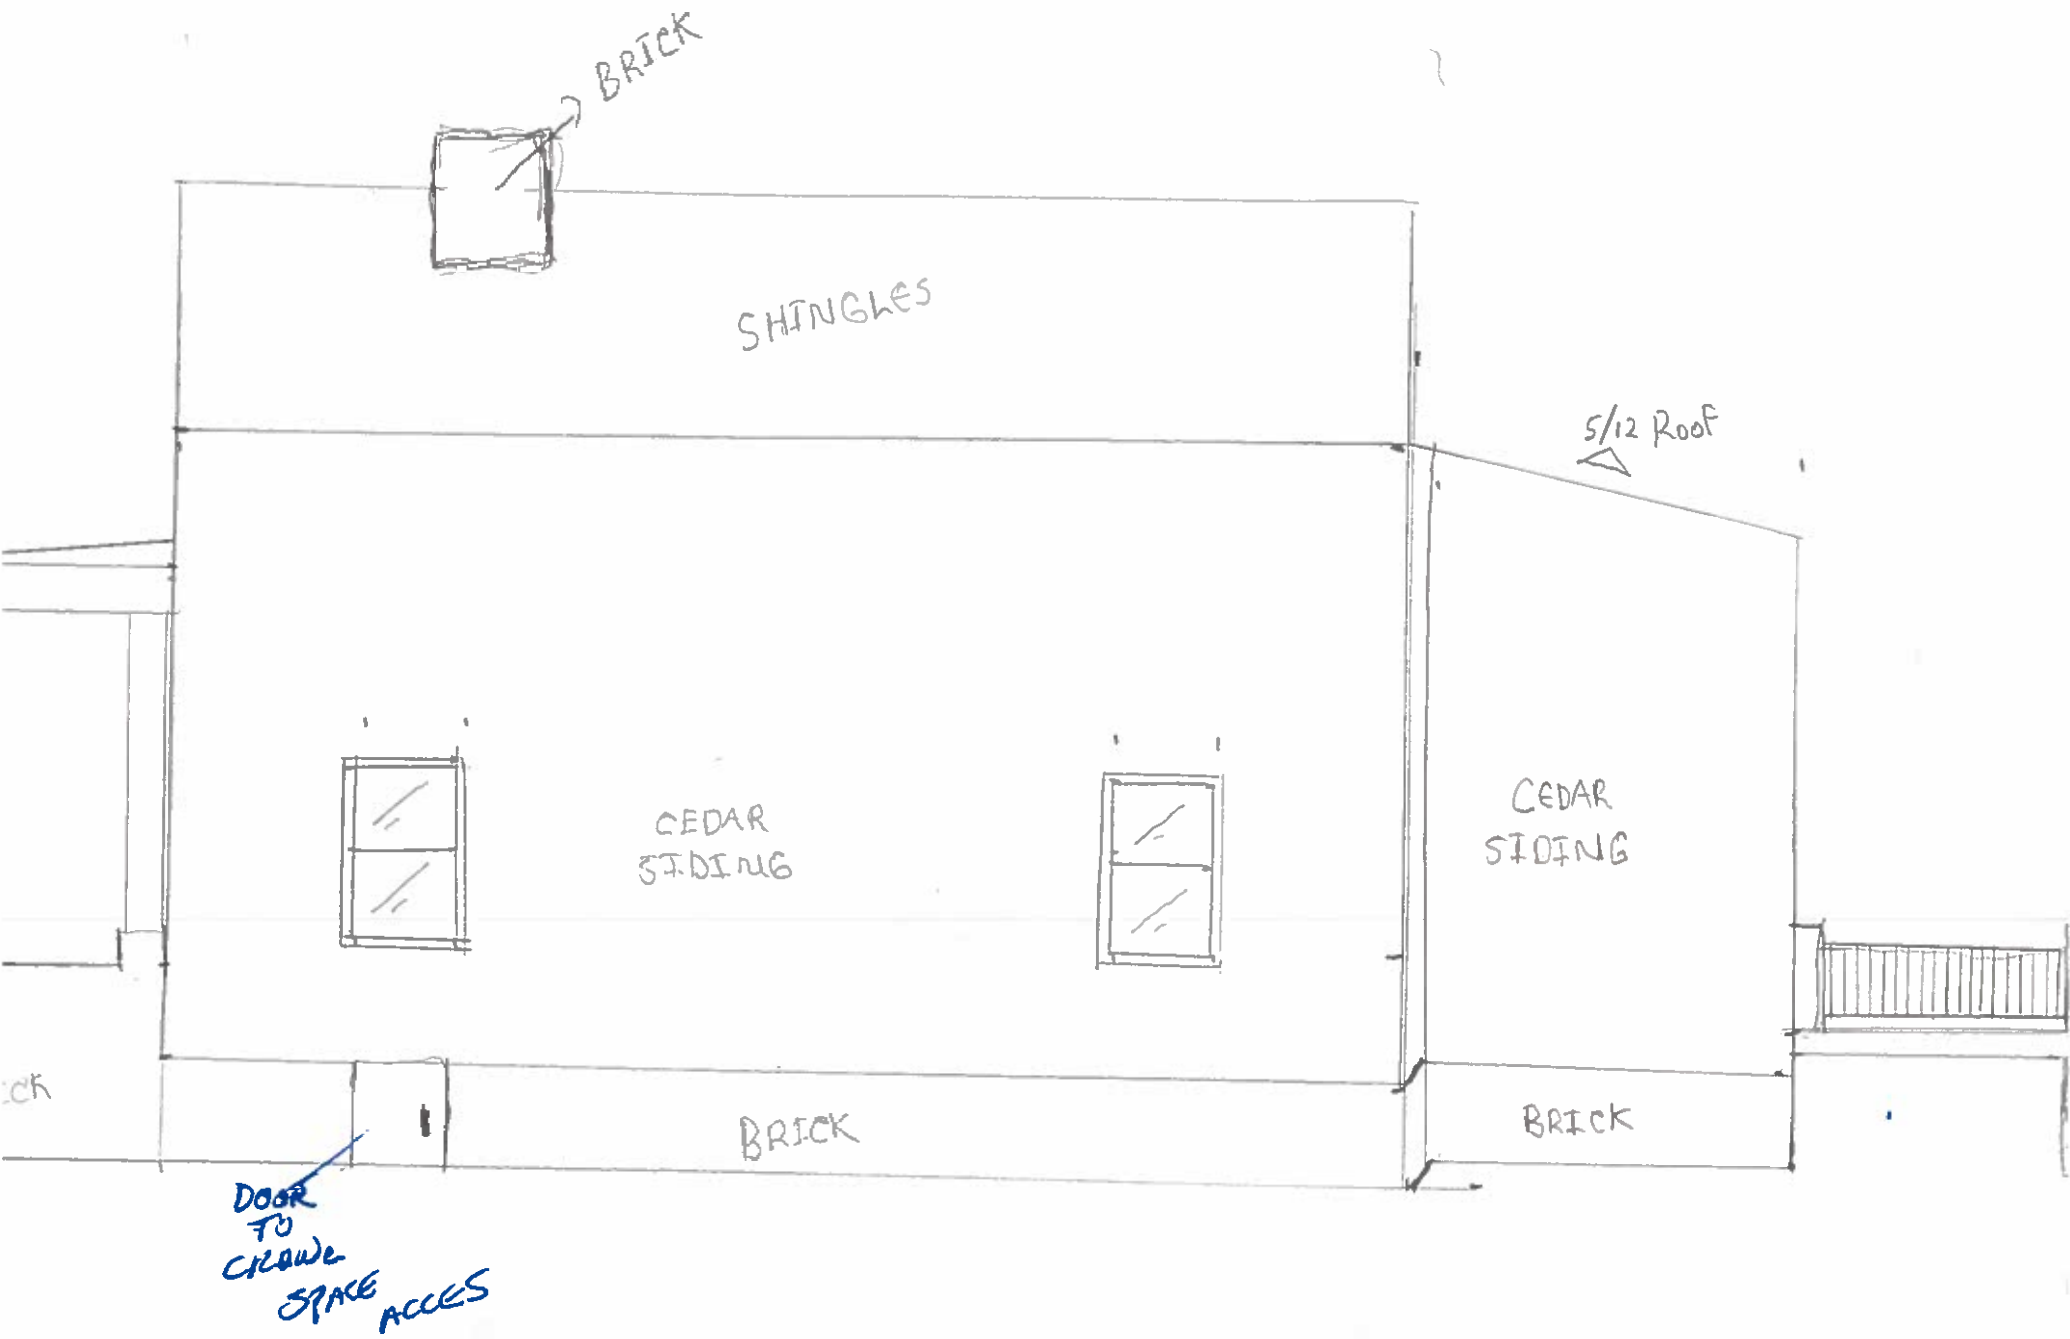 BRICK
SHINGLES
5/12 Roof
CEDAR
SIDING
CEDAR
SIDING
BRICK
BRICK
DOOR
TO
CRAWL
SPACE
ACCES